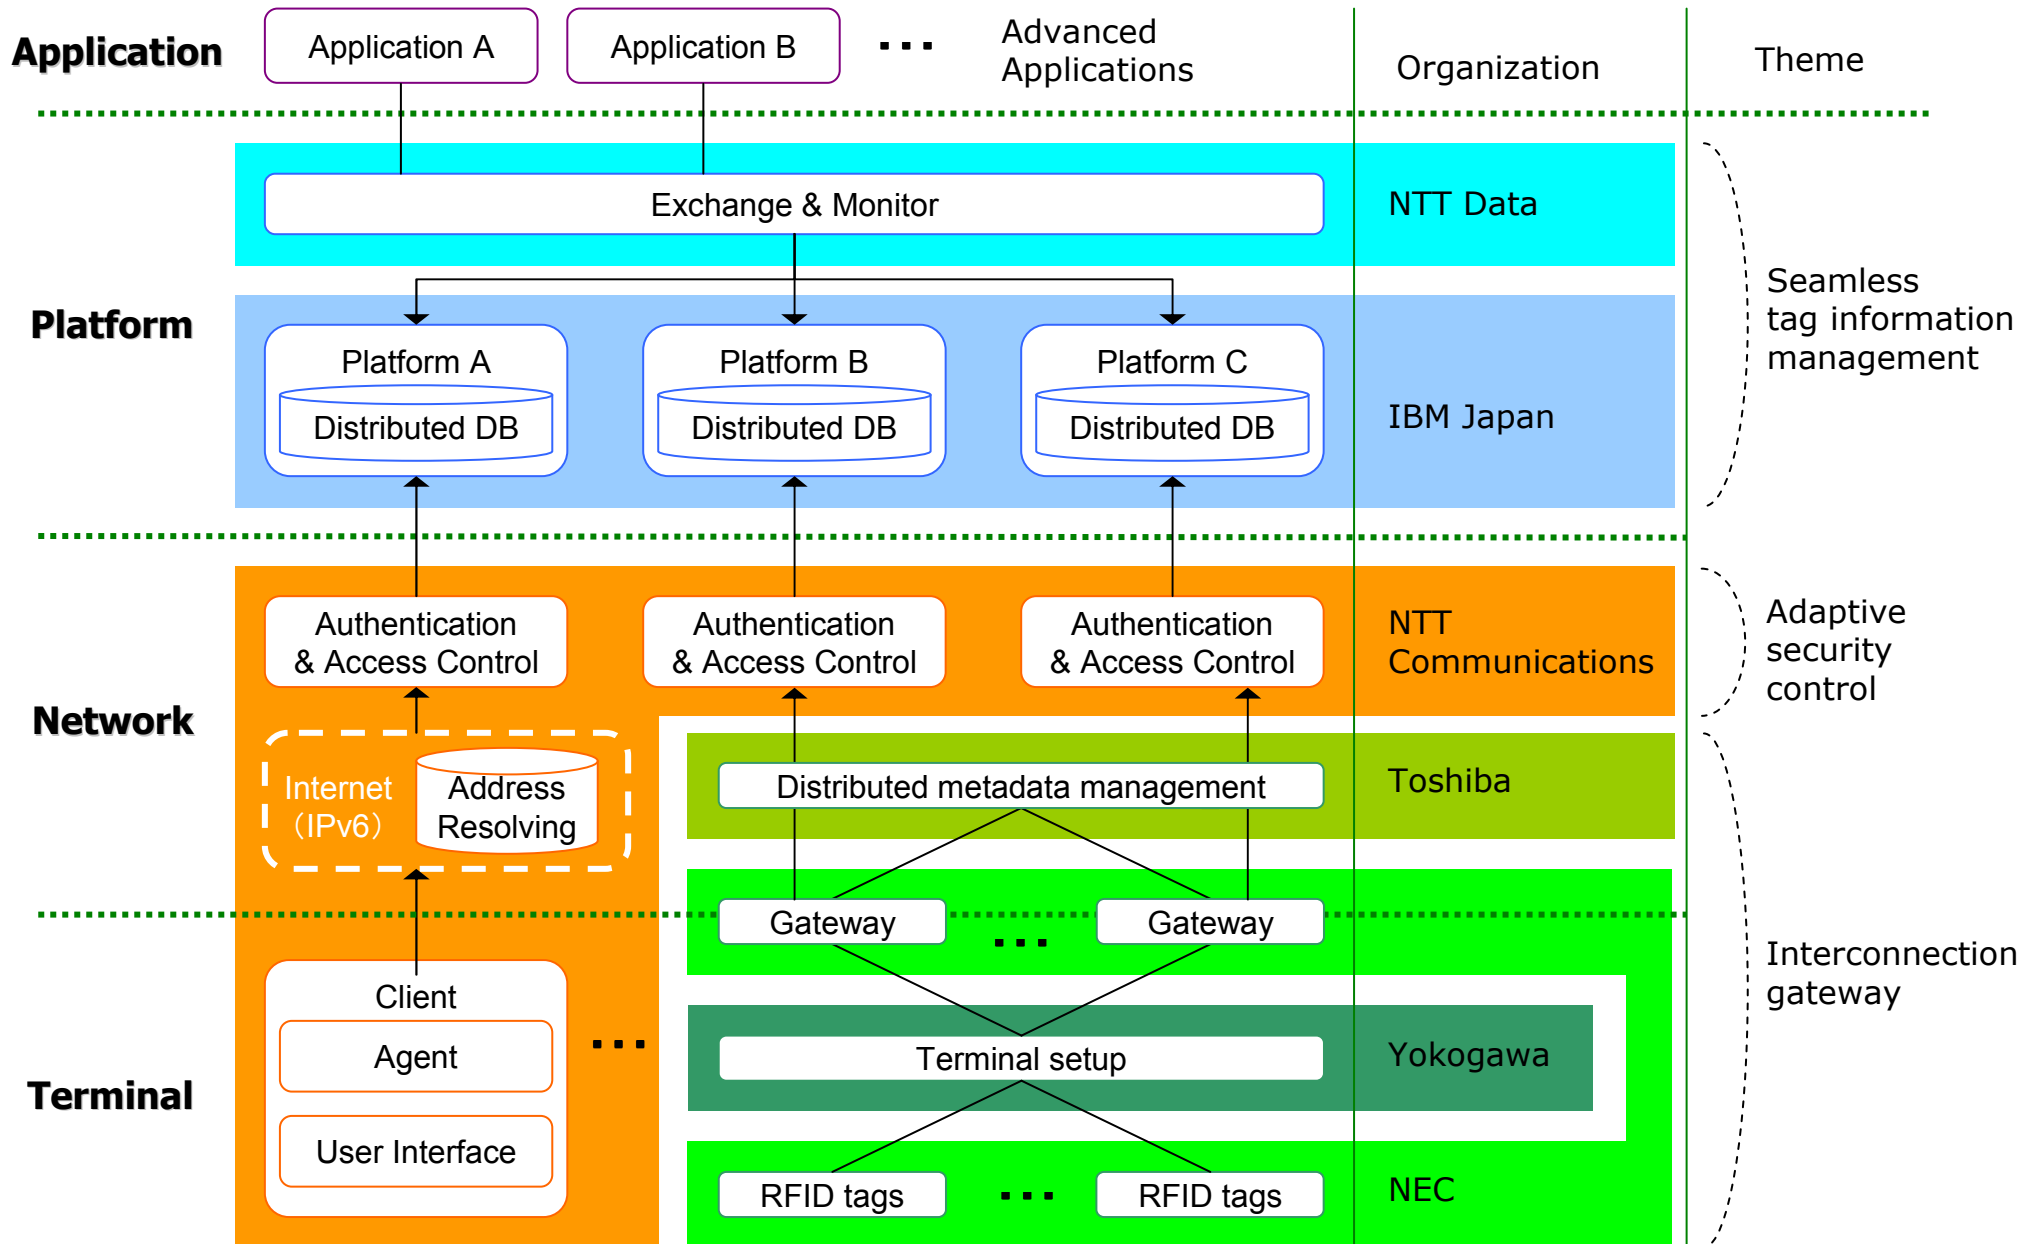 Application
Application A
Application B
...
Advanced
Applications
Organization
Theme
Exchange & Monitor
NTT Data
Platform
Platform A
Distributed DB
Platform B
Distributed DB
Platform C
Distributed DB
IBM Japan
Seamless
tag information
management
Network
Authentication
& Access Control
Authentication
& Access Control
Authentication
& Access Control
NTT
Communications
Adaptive
security
control
Internet
（IPv6）
Address
Resolving
Distributed metadata management
Toshiba
Gateway
...
Gateway
Interconnection
gateway
Terminal
Client
Agent
User Interface
...
Terminal setup
Yokogawa
RFID tags
...
RFID tags
NEC